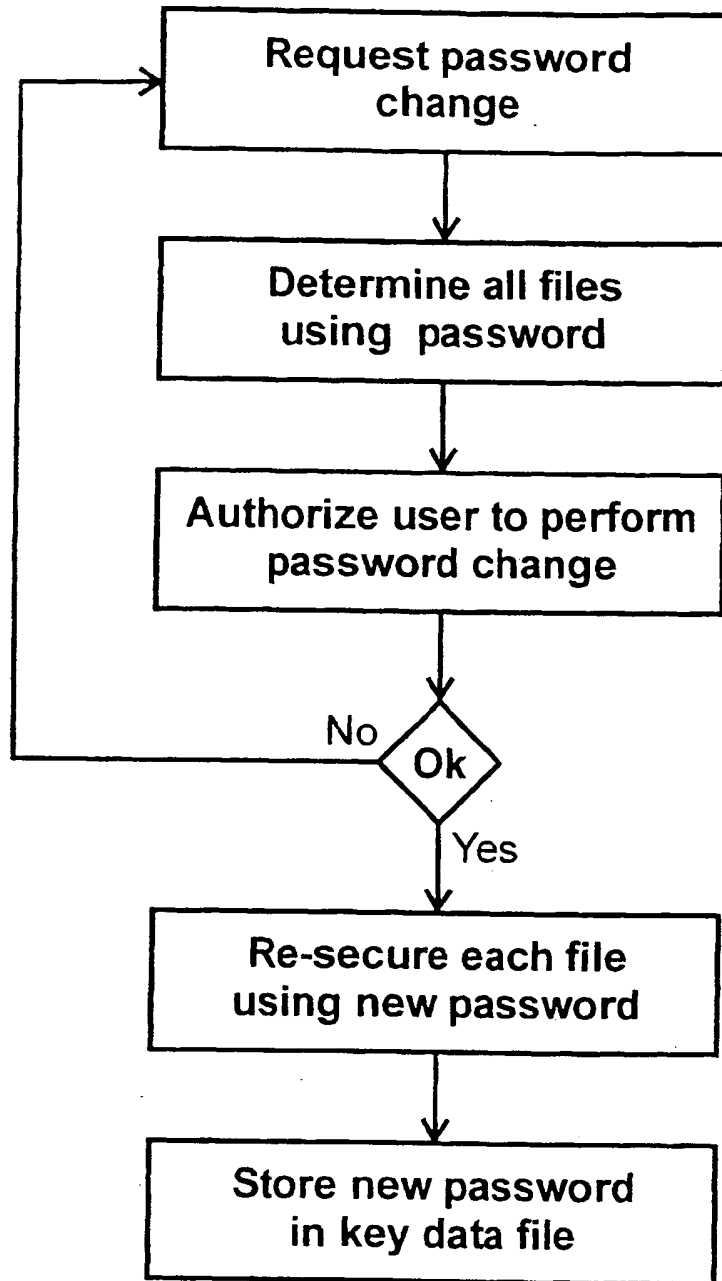 Request password
change
Determine all files
using password
Authorize user to perform
password change
No
Ok
Yes
Re-secure each file
using new password
Store new password
in key data file